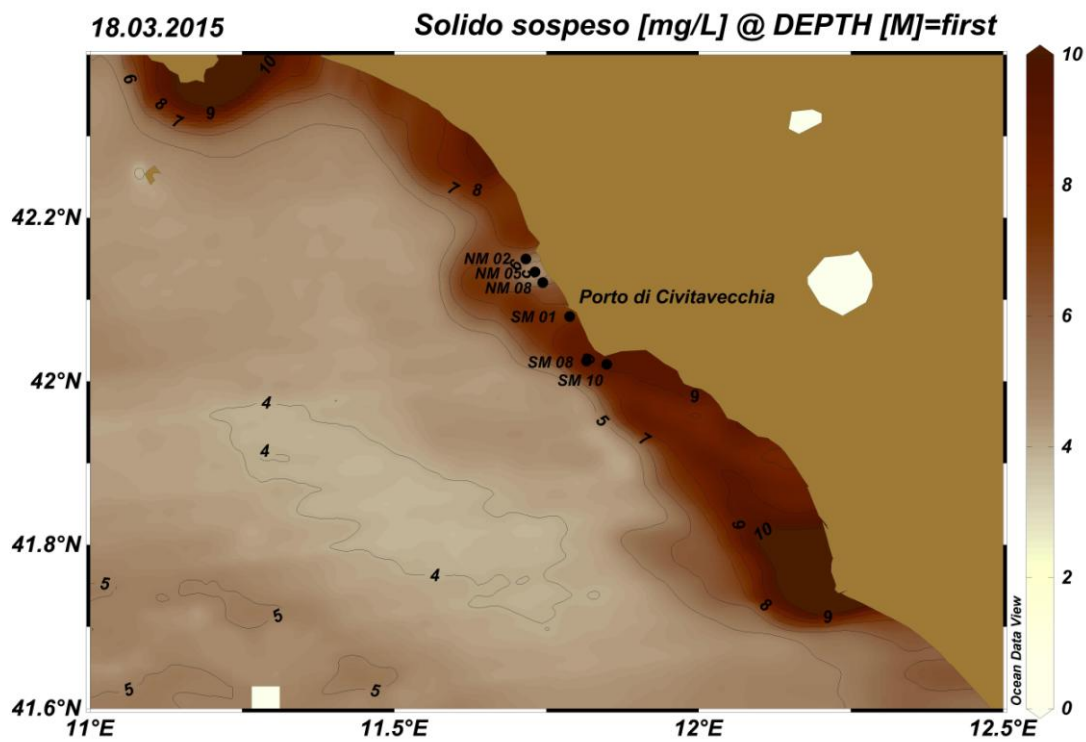 18.03.2015
Solido sospeso [mg/L] @ DEPTH [M]=first
10
8
6
4
2
0
Ocean Data View
42.2°N
42°N
41.8°N
41.6°N
11°E
11.5°E
12°E
12.5°E
6
8
7
9
10
7
8
NM 02
6
NM 05
NM 08
Porto di Civitavecchia
SM 01
SM 08
SM 10
9
5
7
4
4
4
9
10
8
9
5
5
5
5